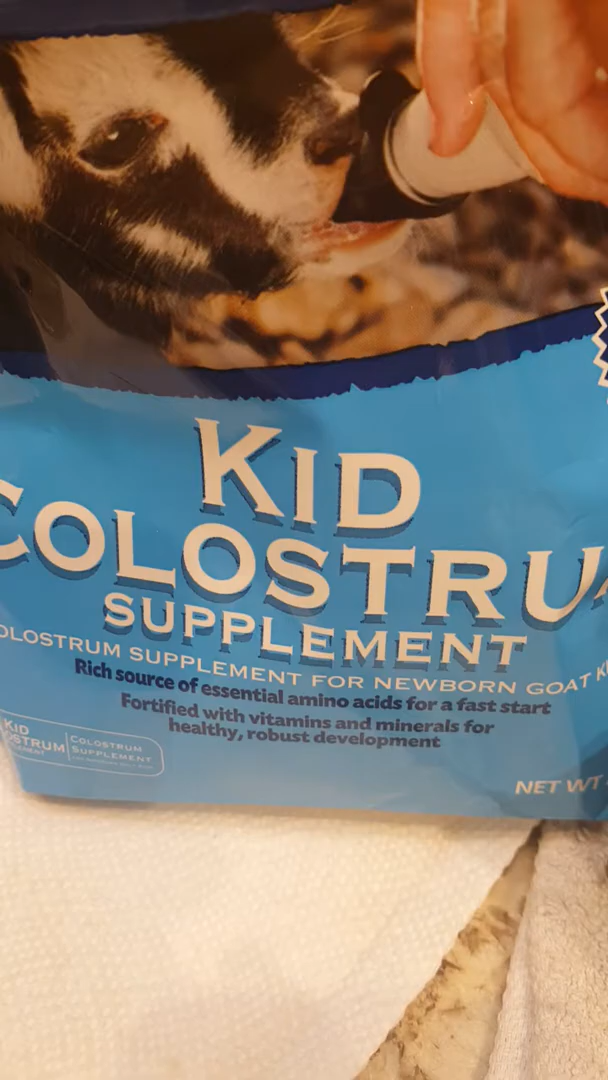 KID
COLOSTRU
SUPPLEMENT
OLOSTRUM SUPPLEMENT FOR NEWBORN GOAT K
Rich source of essential amino acids for a fast start
Fortified with vitamins and minerals for
healthy, robust development
KID
OSTRUM
COLOSTRUM
SUPPLEMENT
NET WT